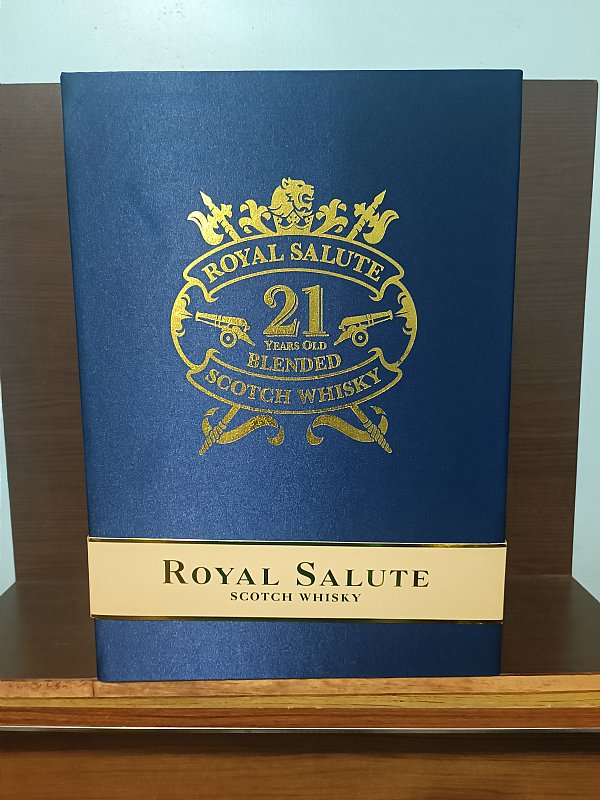 ROYAL SALUTE
21
YEARS OLD
BLENDED
SCOTCH WHISKY
ROYAL SALUTE
SCOTCH WHISKY